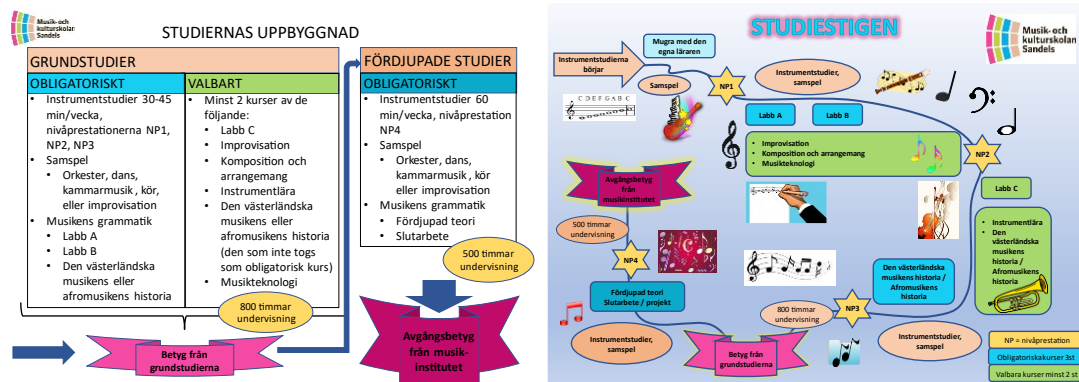 Musik- och
kulturskolan
Sandels
STUDIERNAS UPPBYGGNAD
GRUNDSTUDIER
OBLIGATORISKT
• Instrumentstudier 30-45
min/vecka,
nivåprestationerna NP1,
NP2, NP3
• Samspel
• Orkester, dans,
kammarmusik , kör,
eller improvisation
• Musikens grammatik
• Labb A
• Labb B
• Den västerländska
musikens eller
afromusikens historia
VALBART
• Minst 2 kurser av de
följande:
• Labb C
• Improvisation
• Komposition och
arrangemang
• Instrumentlära
• Den västerländska
musikens eller
afromusikens historia
(den som inte togs
som obligatorisk kurs)
• Musikteknologi
800 timmar
undervisning
Betyg från
grundstudierna
FÖRDJUPADE STUDIER
OBLIGATORISKT
• Instrumentstudier 60
min/vecka, nivåprestation
NP4
• Samspel
• Orkester, dans,
kammarmusik , kör
eller improvisation
• Musikens grammatik
• Fördjupad teori
• Slutarbete
500 timmar
undervisning
Avgångsbetyg
från musik-
institutet
STUDIESTIGEN
Musik- och
kulturskolan
Sandels
Instrumentstudierna
börjar
Mugra med den
egna läraren
Samspel
NP1
Instrumentstudier,
samspel
C D E F G A B C
Labb A
Labb B
• Improvisation
• Komposition och arrangemang
• Musikteknologi
NP2
Labb C
• Instrumentlära
• Den
västerländska
musikens
historia /
Afromusikens
historia
Den västerländska
musikens historia /
Afromusikens
historia
NP3
Instrumentstudier,
samspel
800 timmar
undervisning
Betyg från
grundstudierna
Instrumentstudier,
samspel
Fördjupad teori
Slutarbete / projekt
NP4
500 timmar
undervisning
Avgångsbetyg
från
musikinstitutet
NP = nivåprestation
Obligatoriska kurser 3st
Valbara kurser minst 2 st